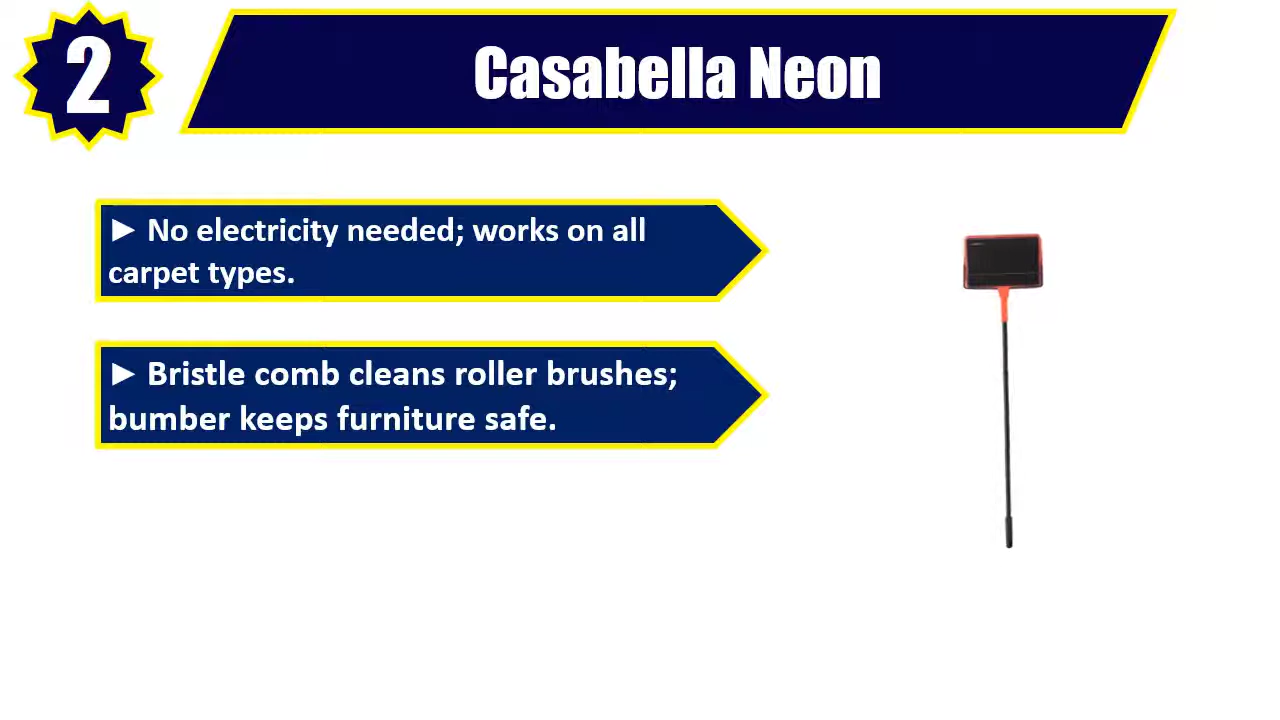 2
Casabella Neon
► No electricity needed; works on all
carpet types.
► Bristle comb cleans roller brushes;
bumber keeps furniture safe.